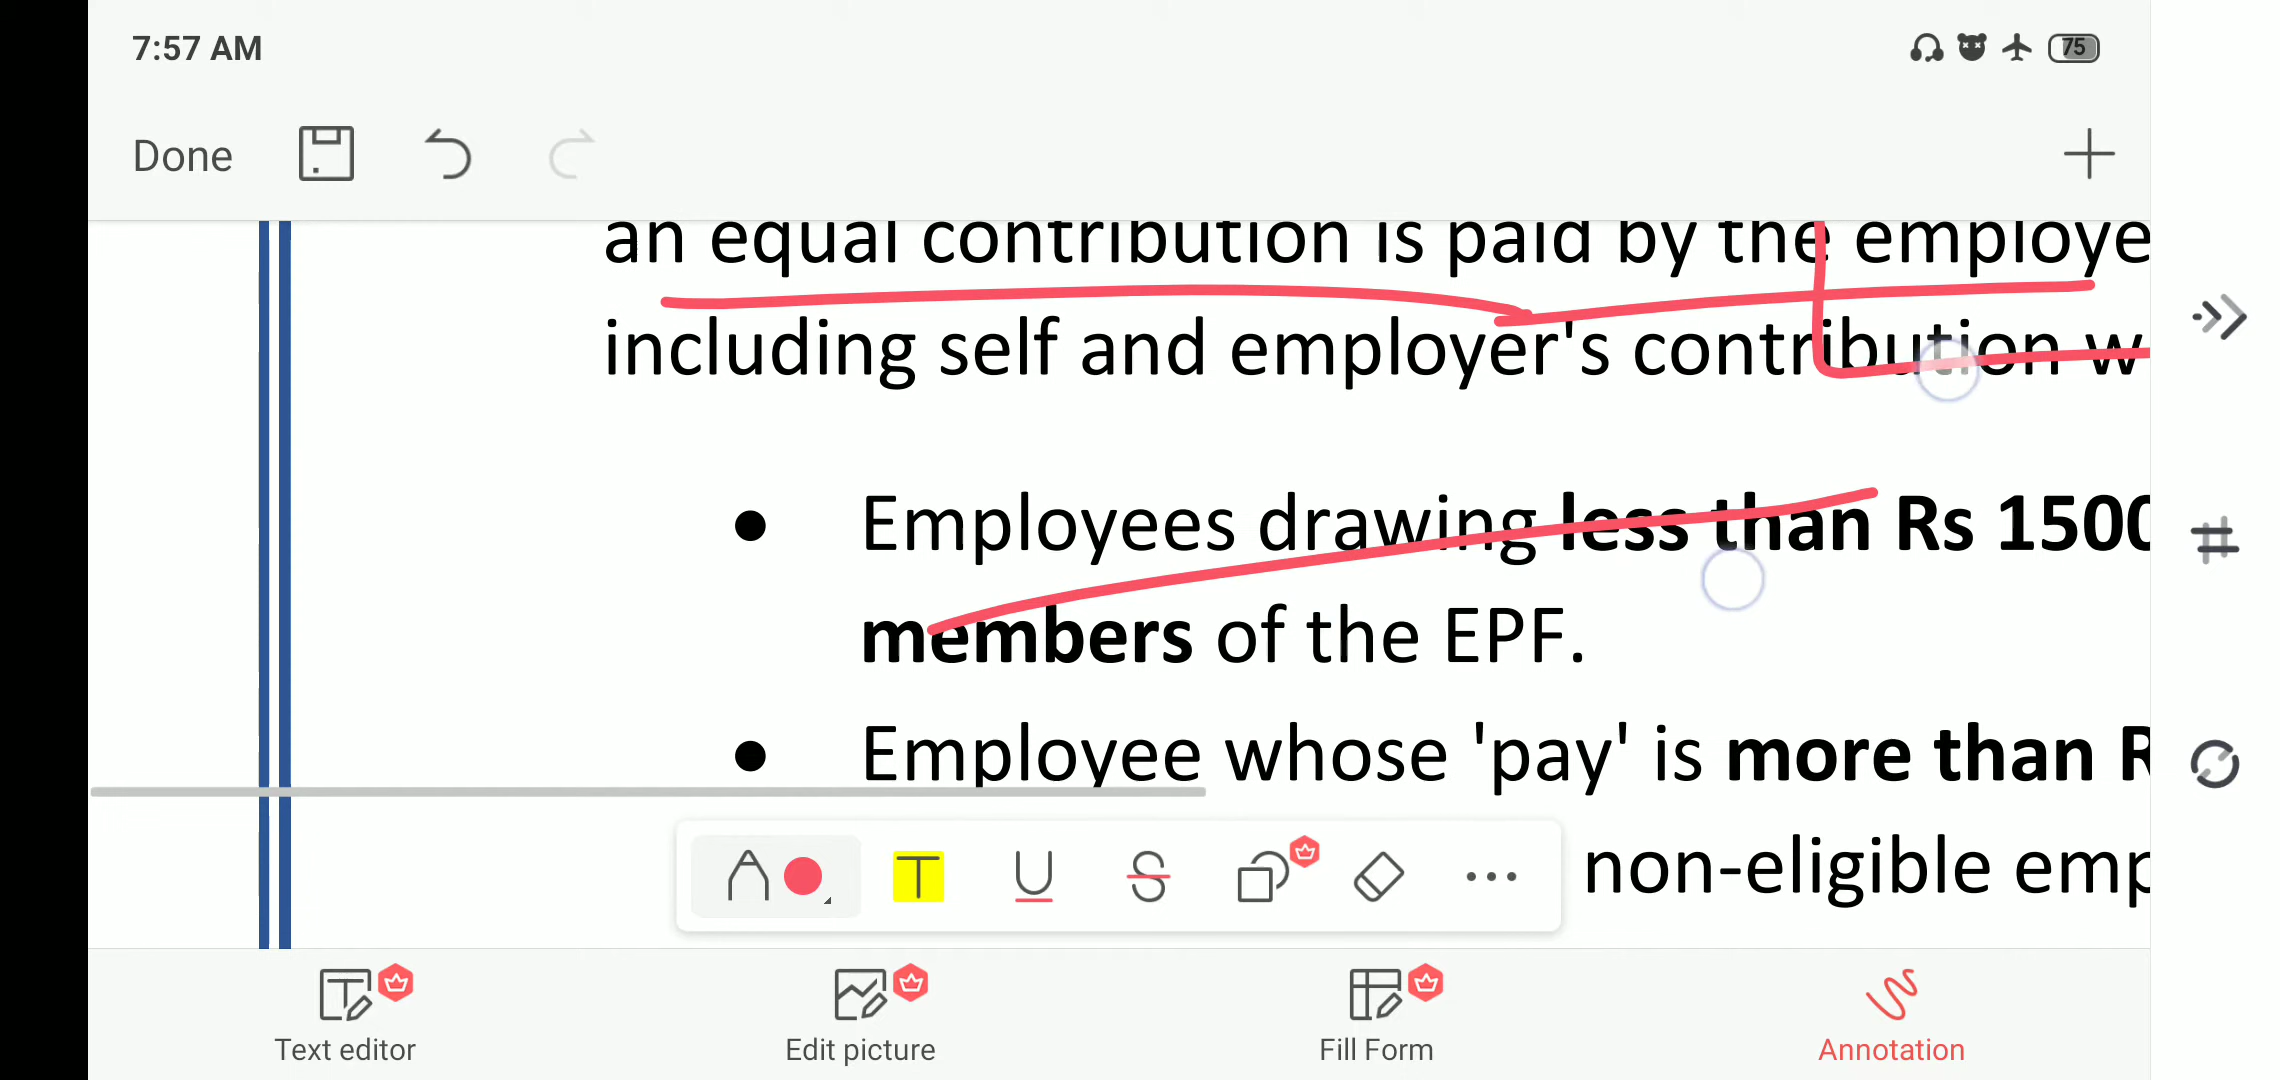 7:57 AM
75
Done
an equal contribution is paid by the employe
including self and employer's contribution w
• Employees drawing less than Rs 1500
members of the EPF.
• Employee whose 'pay' is more than R
non-eligible emp
Text editor
Edit picture
Fill Form
Annotation